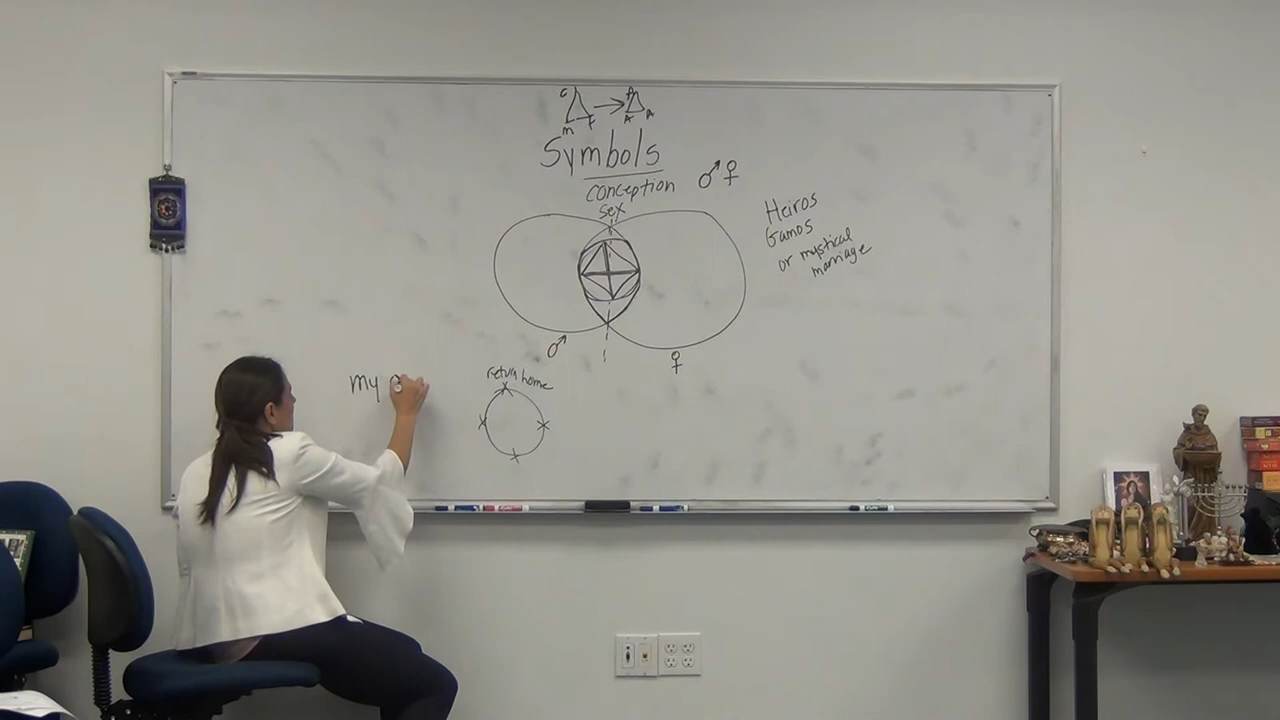 C
M F
Symbols
conception
sex
♂♀
Heiros
Gamos
or mystical
marriage
♂
♀
return home
my